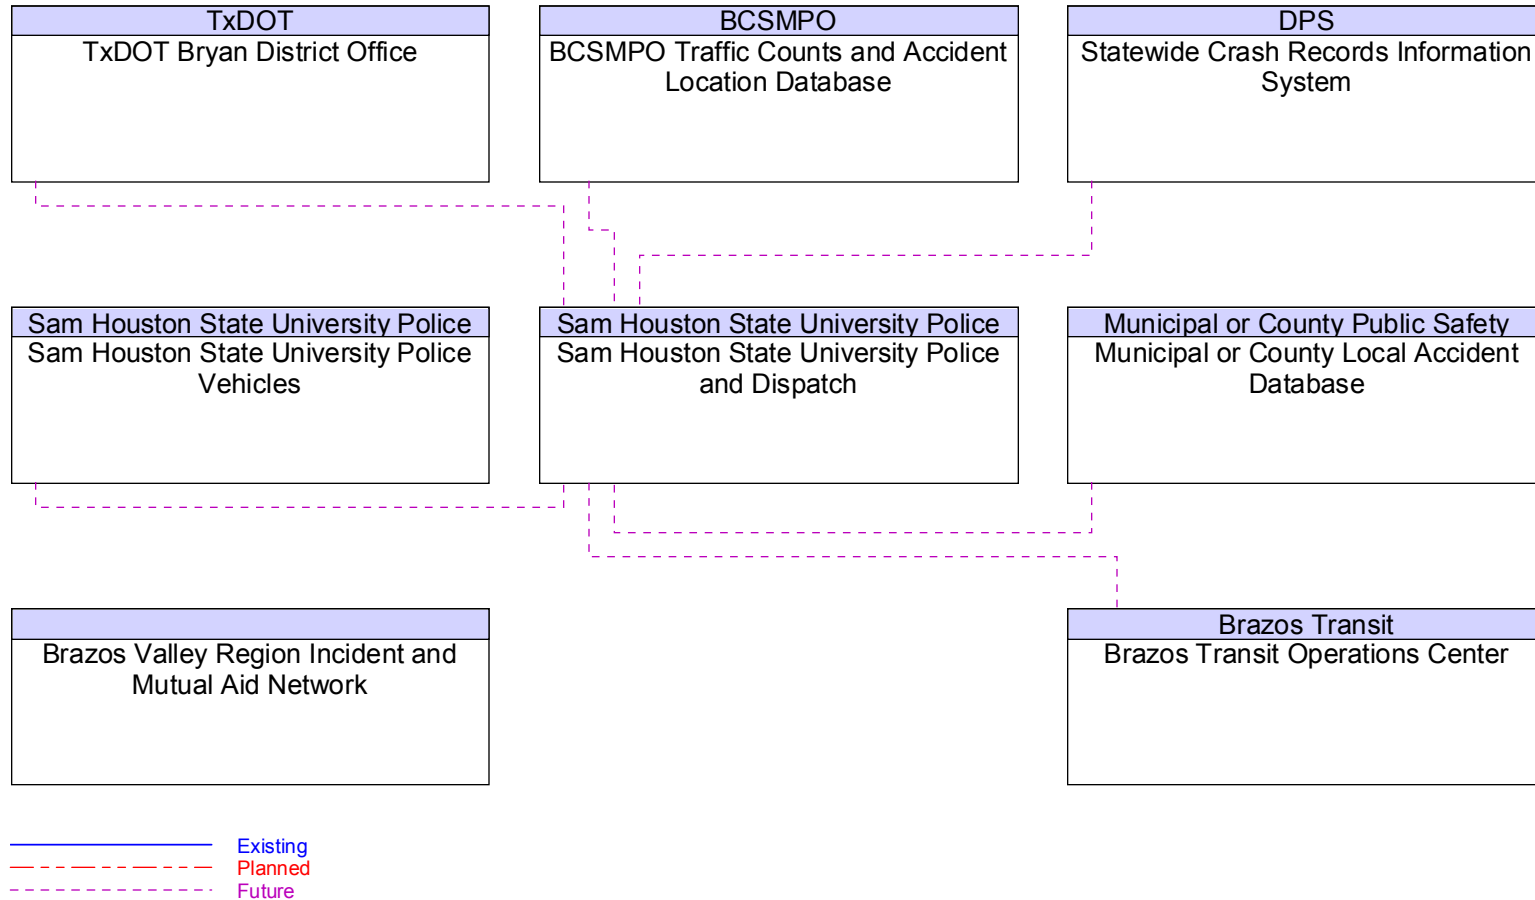 TxDOT
TxDOT Bryan District Office
BCSMPO
BCSMPO Traffic Counts and Accident
Location Database
DPS
Statewide Crash Records Information
System
Sam Houston State University Police
Sam Houston State University Police
Vehicles
Sam Houston State University Police
Sam Houston State University Police
and Dispatch
Municipal or County Public Safety
Municipal or County Local Accident
Database
Brazos Valley Region Incident and
Mutual Aid Network
Brazos Transit
Brazos Transit Operations Center
Existing
Planned
Future